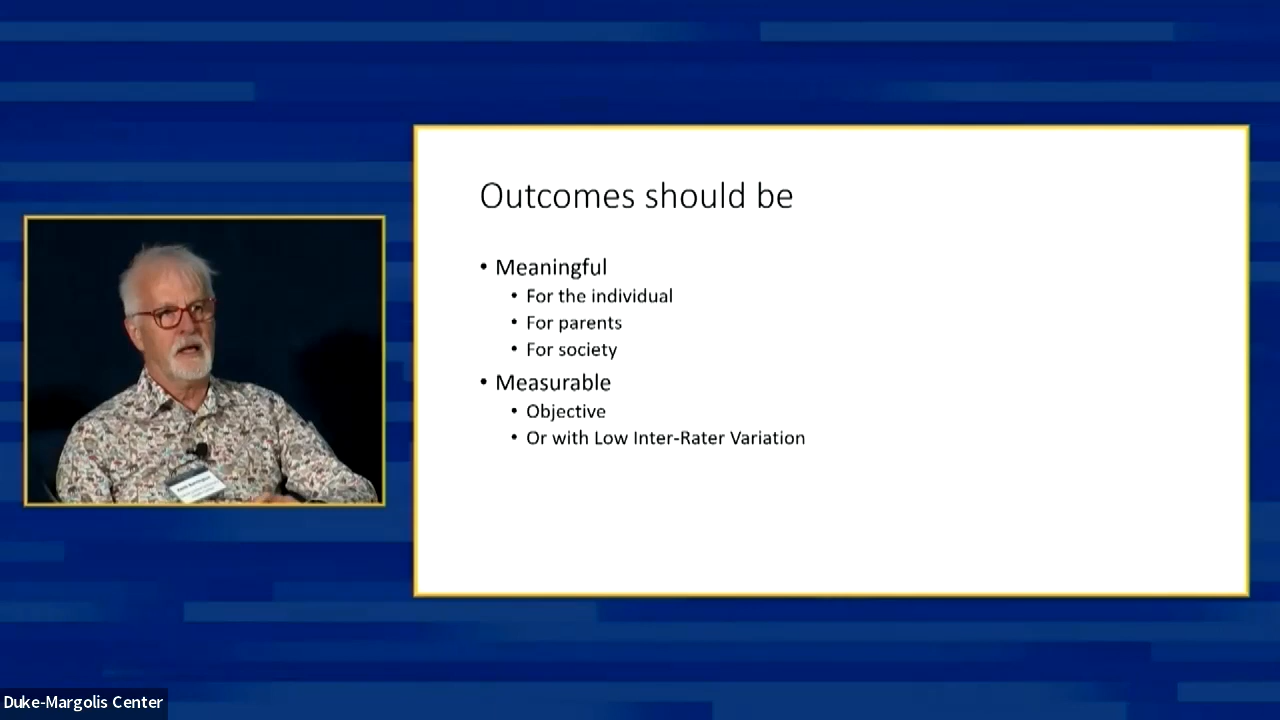 Outcomes should be
• Meaningful
• For the individual
• For parents
• For society
• Measurable
• Objective
• Or with Low Inter-Rater Variation
Duke-Margolis Center